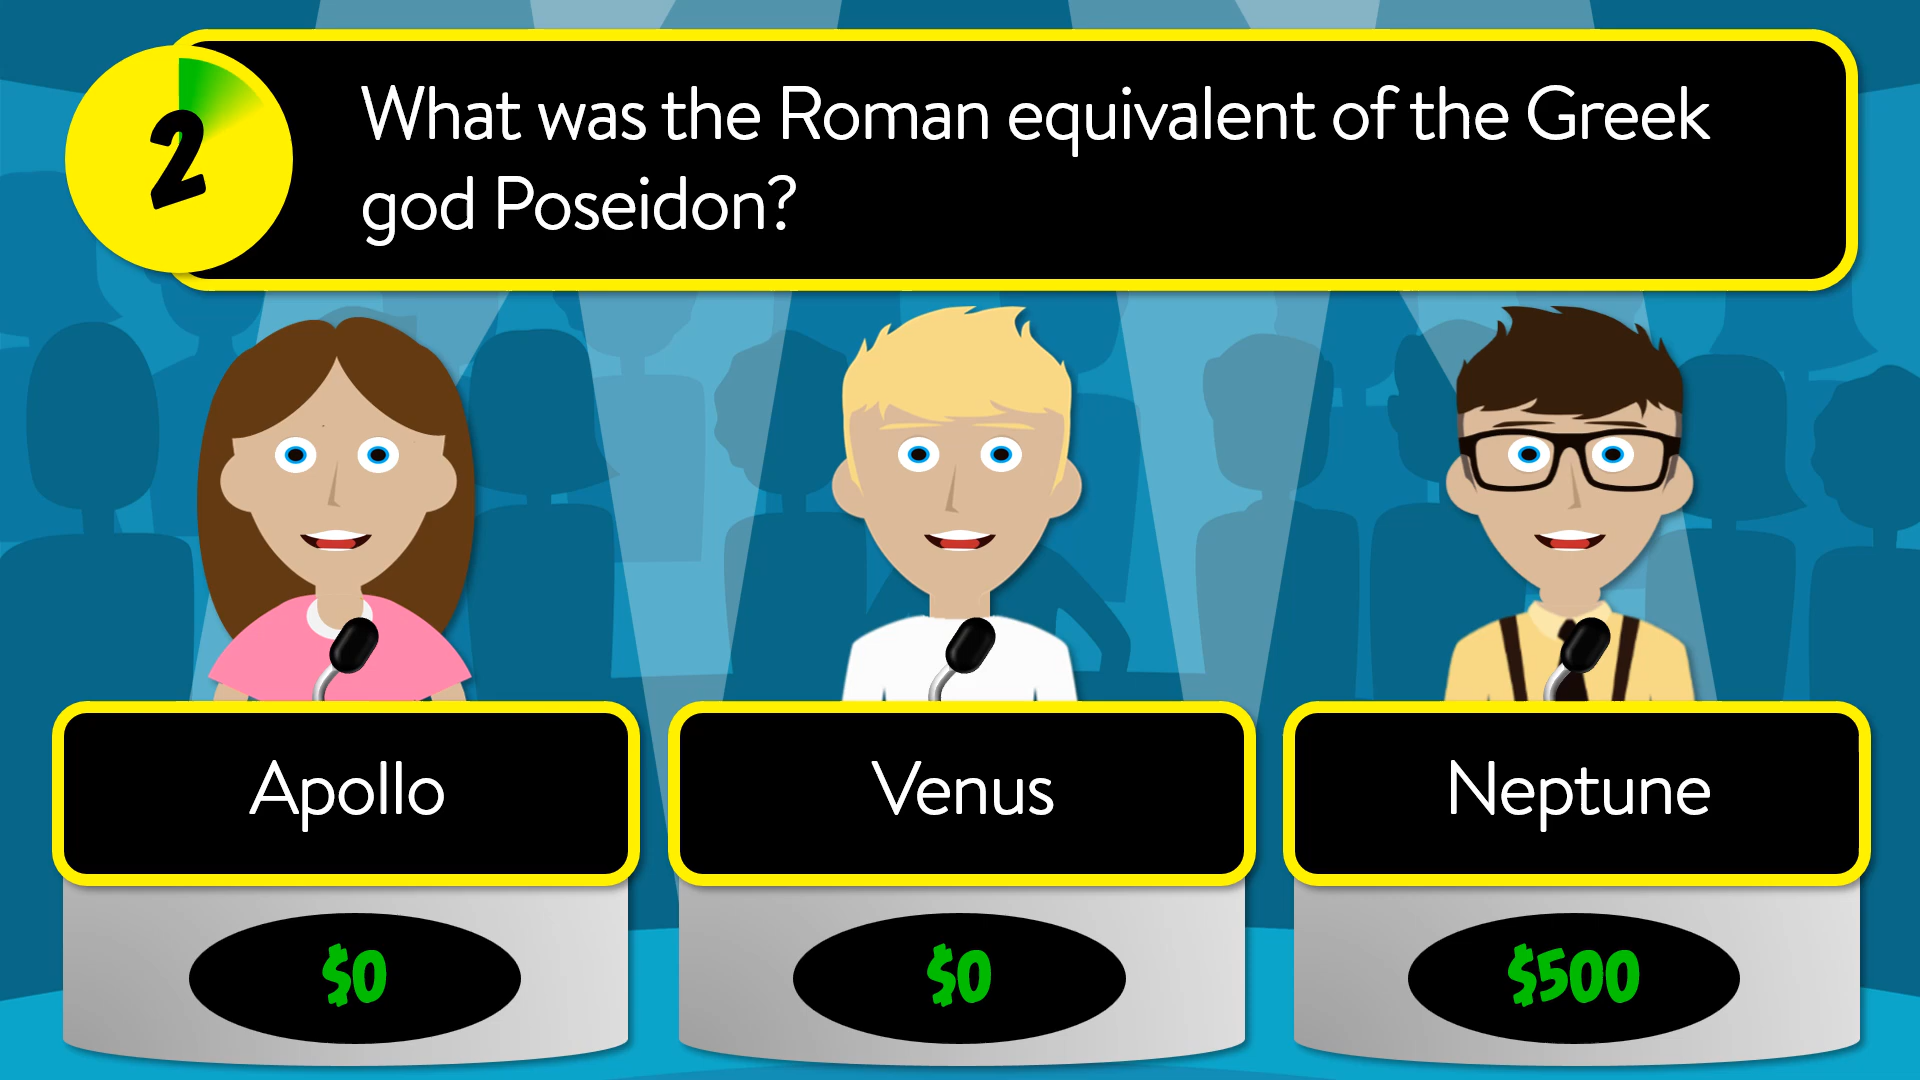 2
What was the Roman equivalent of the Greek
god Poseidon?
Apollo
Venus
Neptune
$0
$0
$500